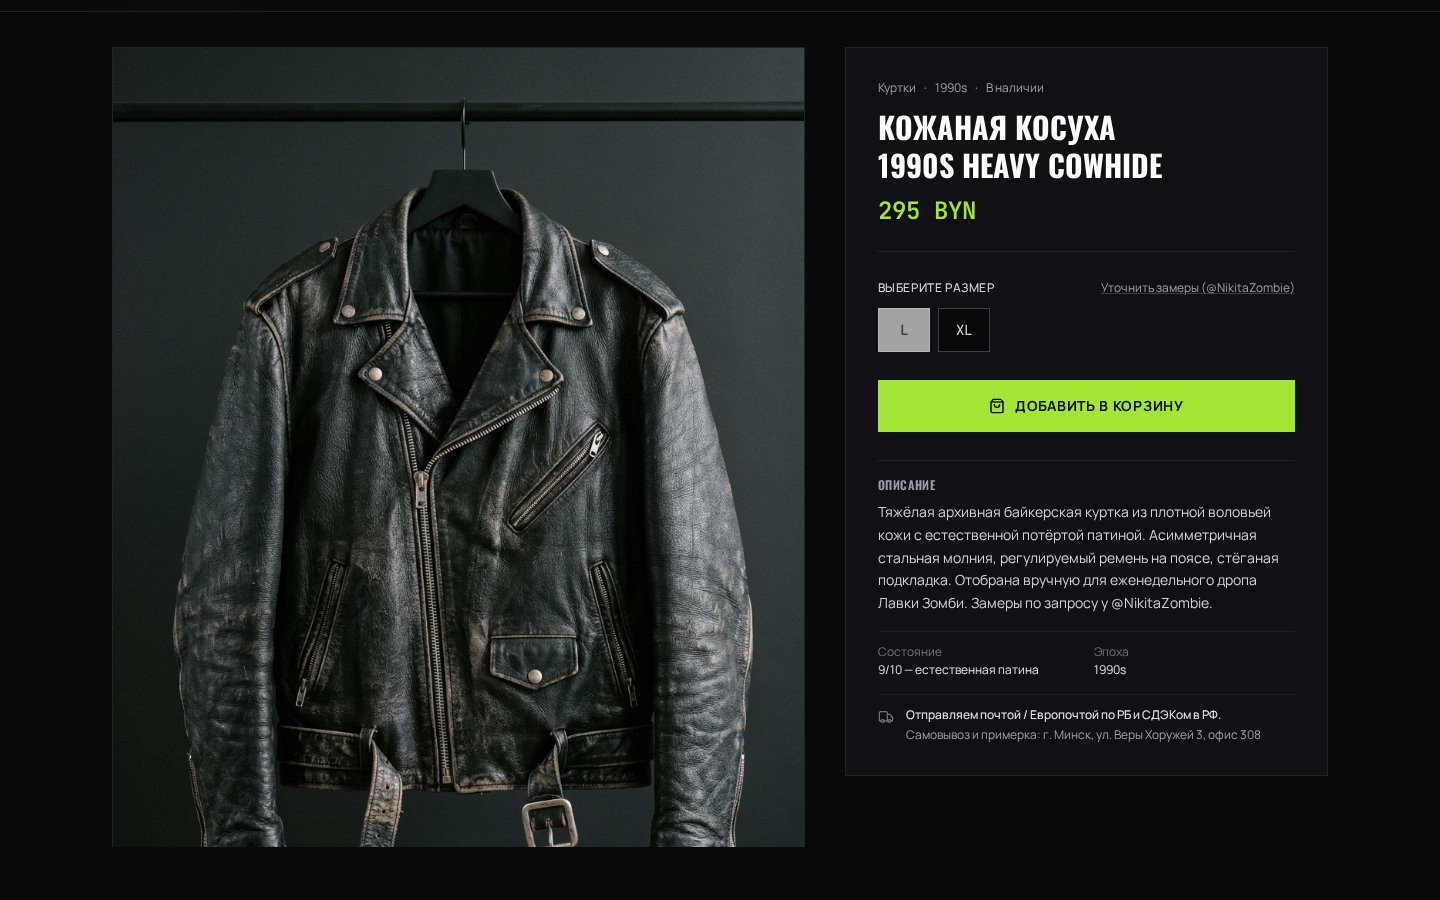 Куртки · 1990s · В наличии
КОЖАНАЯ КОСУХА
1990S HEAVY COWHIDE
295 BYN
ВЫБЕРИТЕ РАЗМЕР
Уточнить замеры (@NikitaZombie)
L
XL
ДОБАВИТЬ В КОРЗИНУ
ОПИСАНИЕ
Тяжёлая архивная байкерская куртка из плотной воловьей
кожи с естественной потёртой патиной. Асимметричная
стальная молния, регулируемый ремень на поясе, стёганая
подкладка. Отобрана вручную для еженедельного дропа
Лавки Зомби. Замеры по запросу у @NikitaZombie.
Состояние
9/10 — естественная патина
Эпоха
1990s
Отправляем почтой / Европочтой по РБ и СДЭКом в РФ.
Самовывоз и примерка: г. Минск, ул. Веры Хоружей 3, офис 308